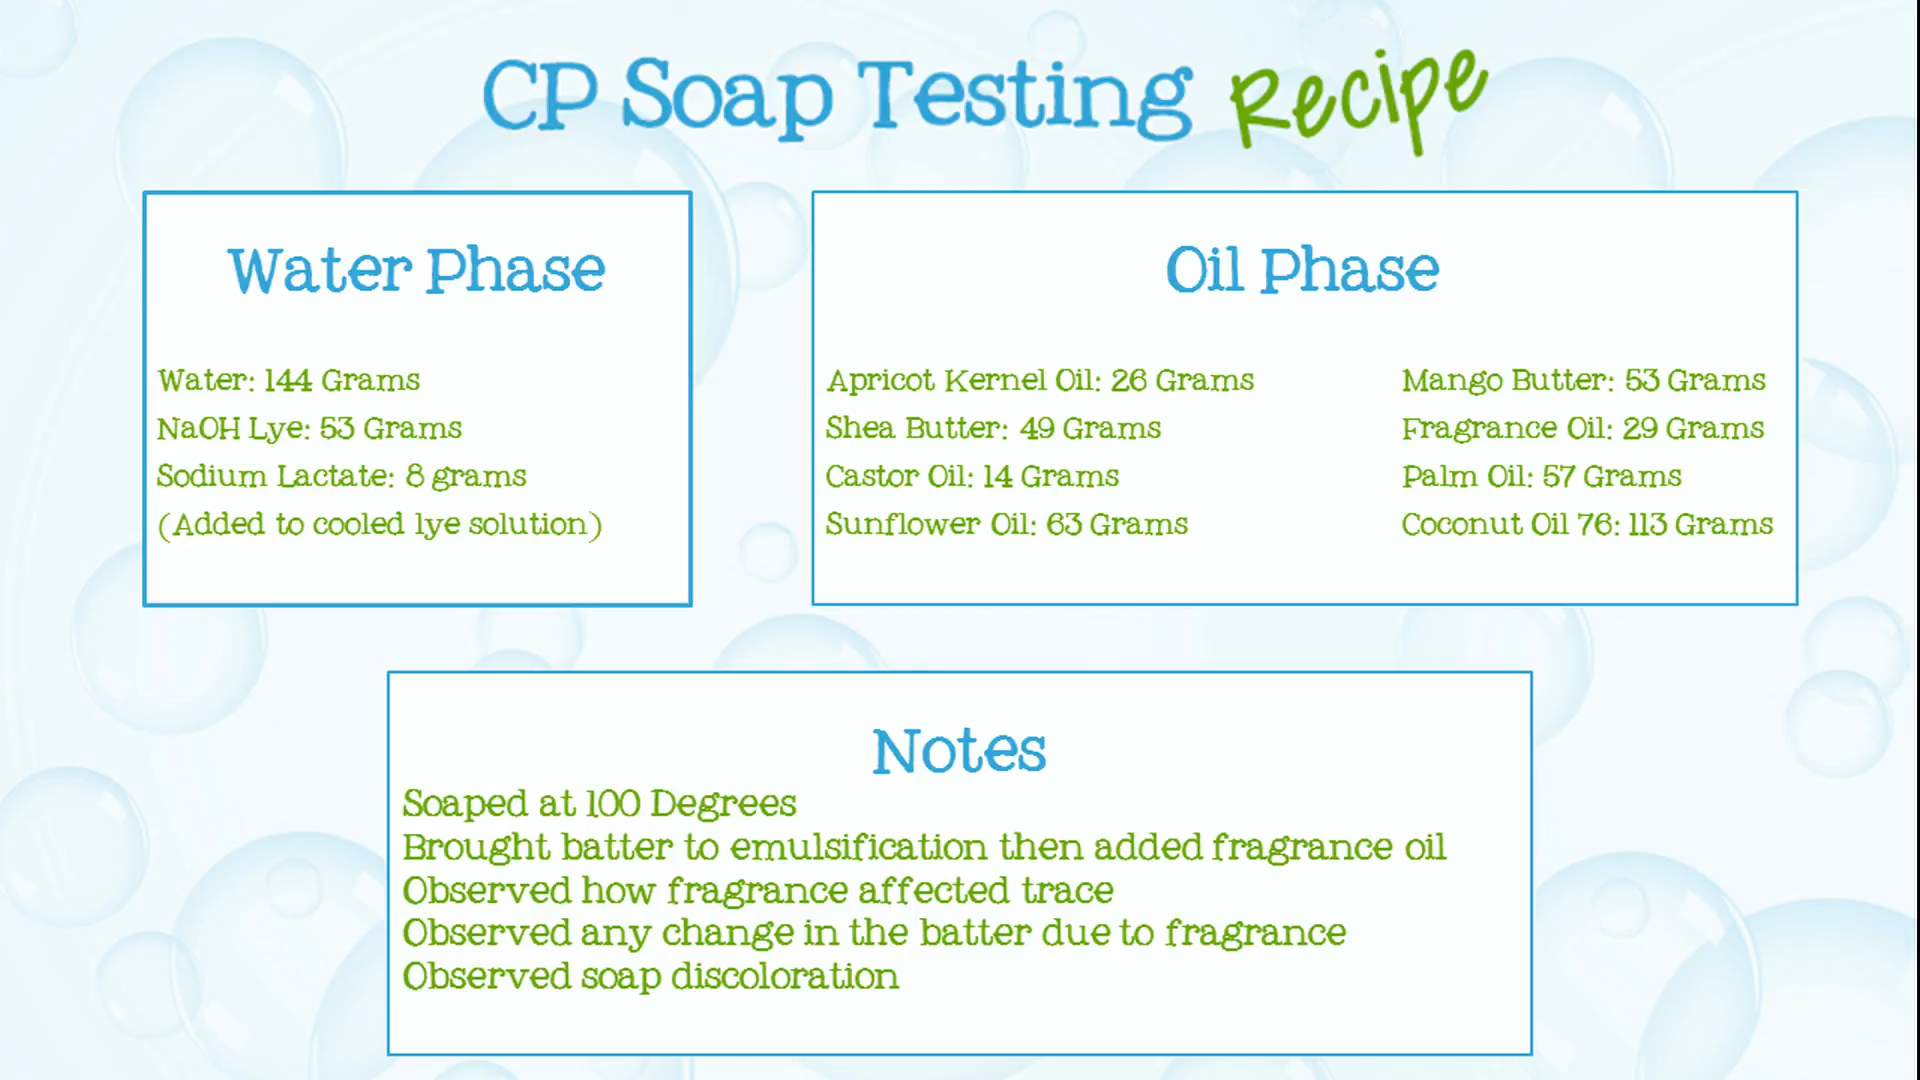 CP Soap Testing Recipe
Water Phase
Water: 144 Grams
NaOH Lye: 53 Grams
Sodium Lactate: 8 grams
(Added to cooled lye solution)
Oil Phase
Apricot Kernel Oil: 26 Grams
Shea Butter: 49 Grams
Castor Oil: 14 Grams
Sunflower Oil: 63 Grams
Mango Butter: 53 Grams
Fragrance Oil: 29 Grams
Palm Oil: 57 Grams
Coconut Oil 76: 113 Grams
Notes
Soaped at 100 Degrees
Brought batter to emulsification then added fragrance oil
Observed how fragrance affected trace
Observed any change in the batter due to fragrance
Observed soap discoloration